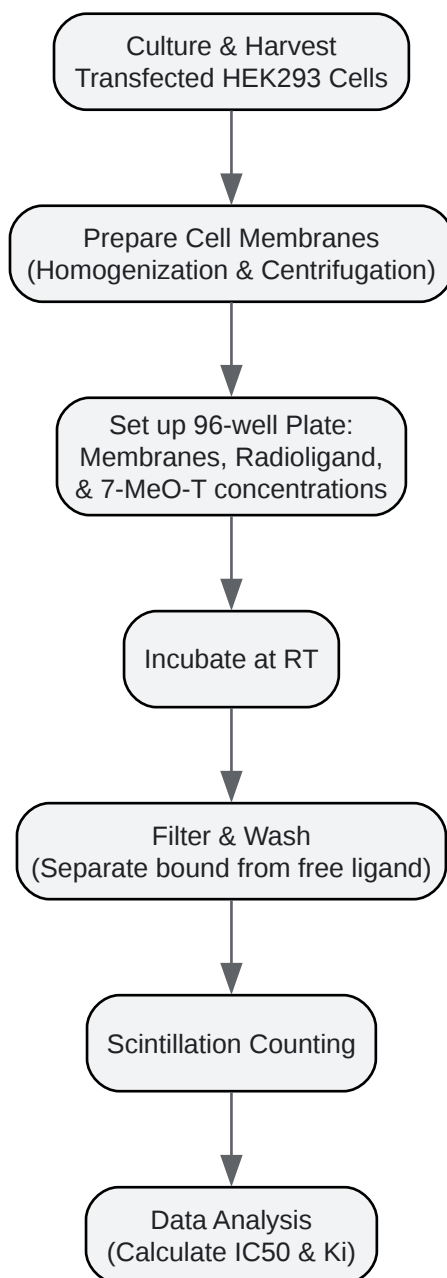 Culture & Harvest
Transfected HEK293 Cells
Prepare Cell Membranes
(Homogenization & Centrifugation)
Set up 96-well Plate:
Membranes, Radioligand,
& 7-MeO-T concentrations
Incubate at RT
Filter & Wash
(Separate bound from free ligand)
Scintillation Counting
Data Analysis
(Calculate IC50 & Ki)